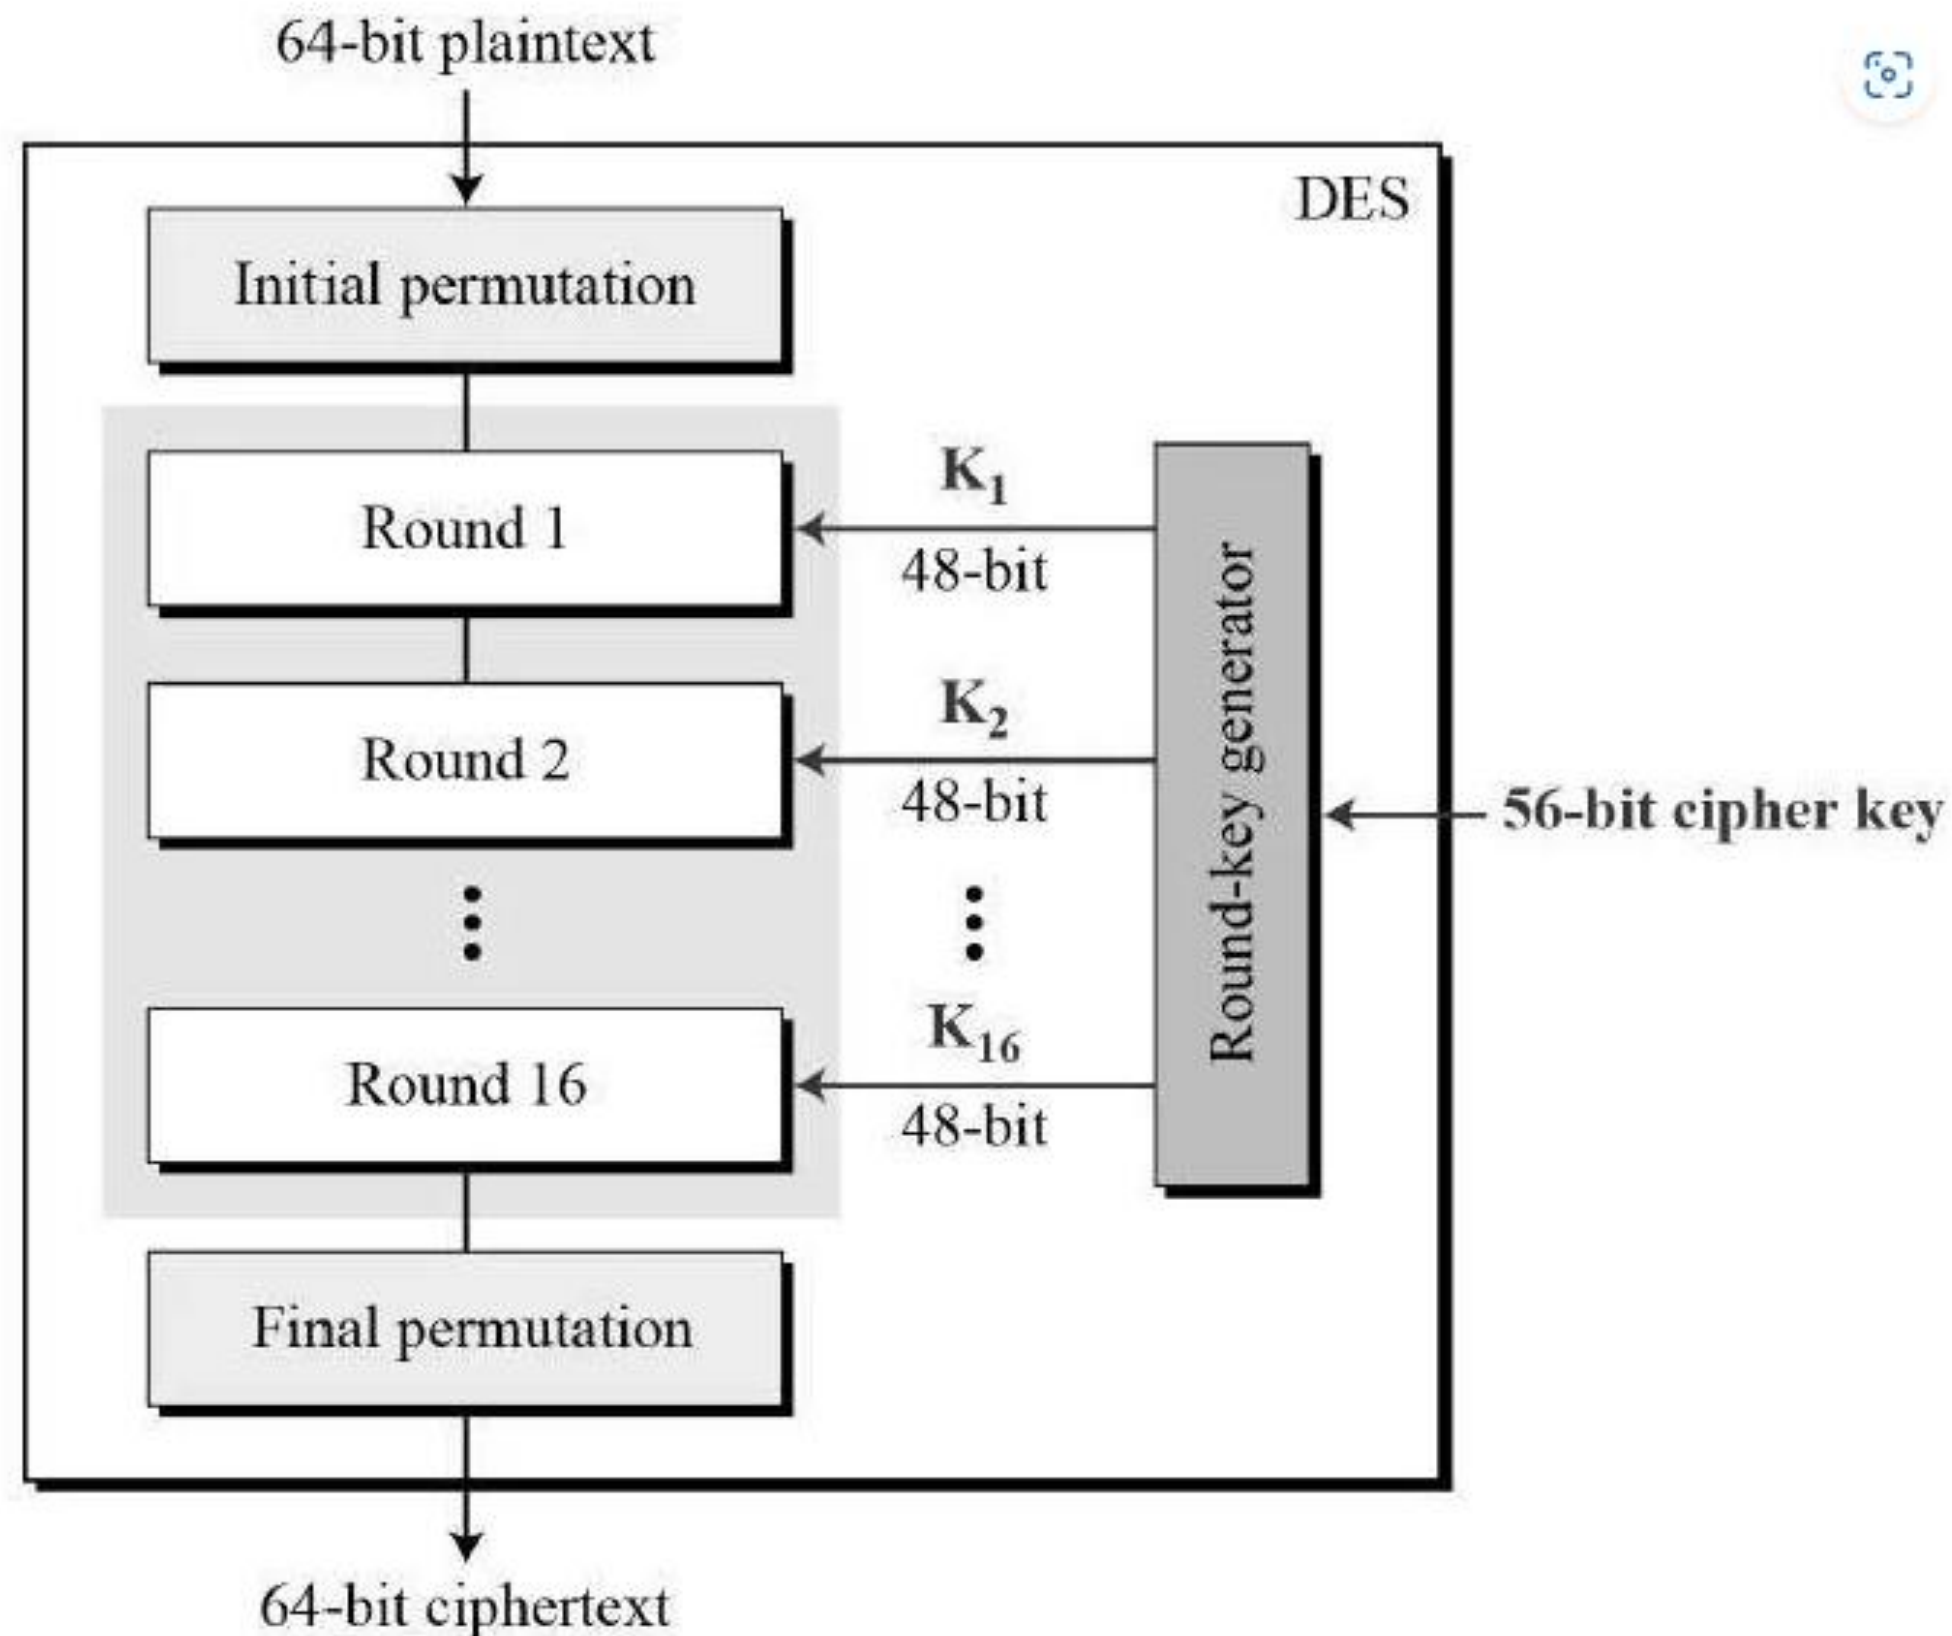 64-bit plaintext
DES
Initial permutation
Round 1
K1
48-bit
Round 2
K2
48-bit
Round-key generator
56-bit cipher key
Round 16
K16
48-bit
Final permutation
64-bit ciphertext